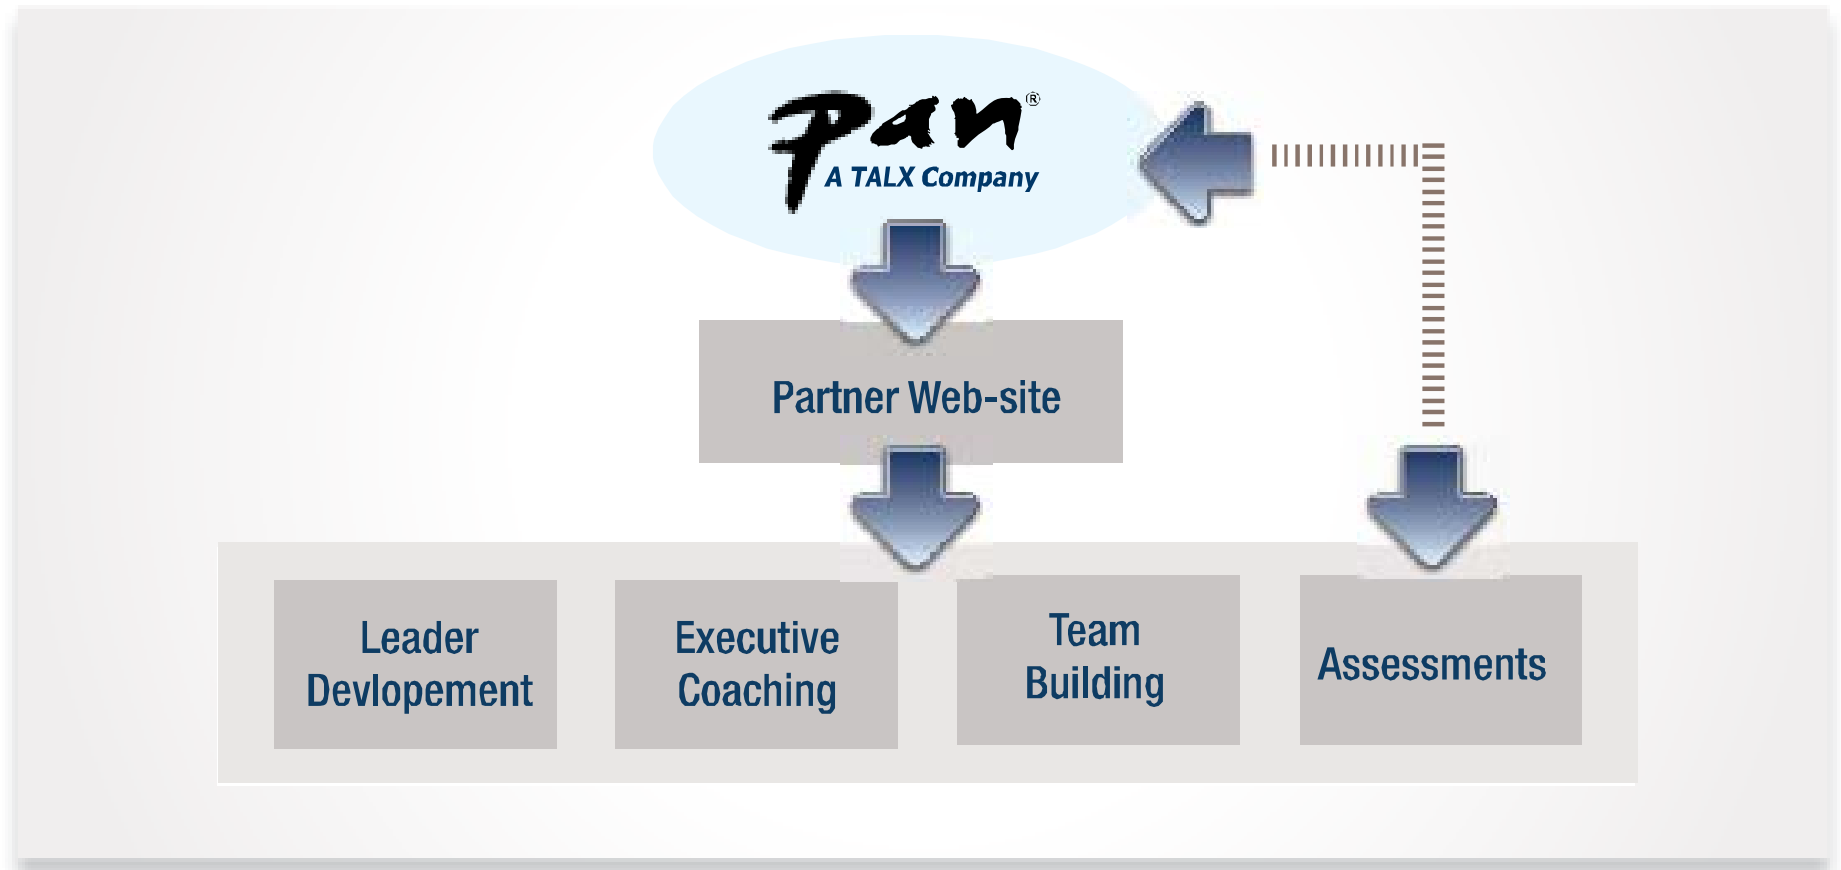 Pan®
A TALX Company
Partner Web-site
Leader
Devlopement
Executive
Coaching
Team
Building
Assessments